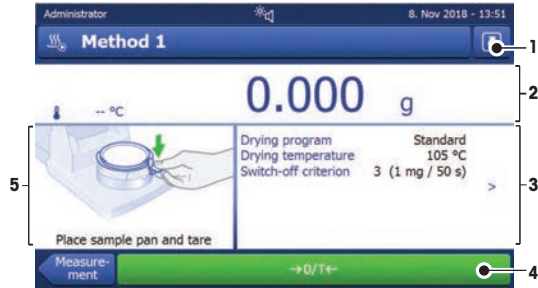 Administrator
8. Nov 2018 - 13:51
Method 1
1
0.000 g
2
-- °C
Drying program Standard
Drying temperature 105 °C
Switch-off criterion 3 (1 mg / 50 s)
>
3
5
Place sample pan and tare
Measure-
ment
→0/T←
4